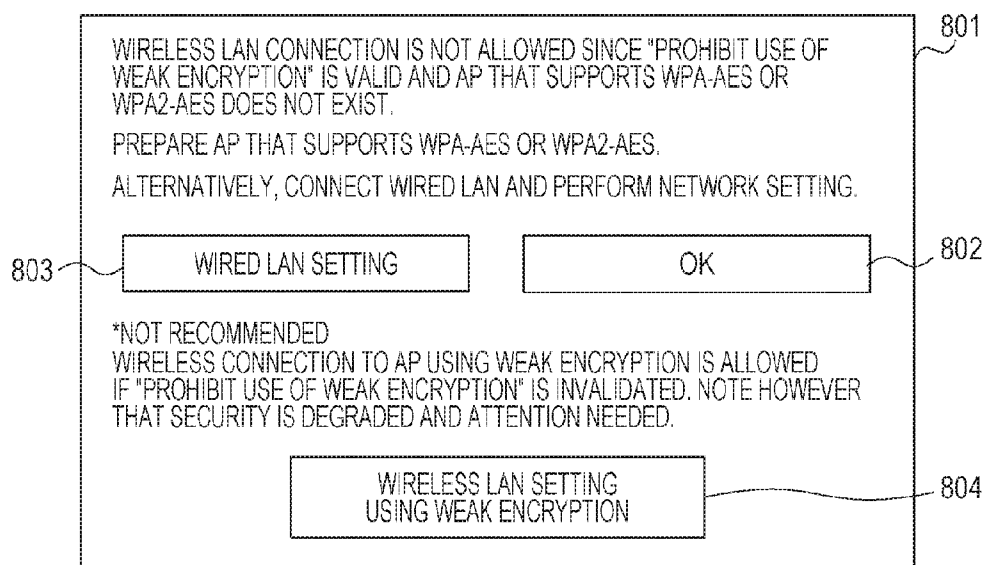 801
WIRELESS LAN CONNECTION IS NOT ALLOWED SINCE "PROHIBIT USE OF
WEAK ENCRYPTION" IS VALID AND AP THAT SUPPORTS WPA-AES OR
WPA2-AES DOES NOT EXIST.
PREPARE AP THAT SUPPORTS WPA-AES OR WPA2-AES.
ALTERNATIVELY, CONNECT WIRED LAN AND PERFORM NETWORK SETTING.
803 WIRED LAN SETTING OK 802
*NOT RECOMMENDED
WIRELESS CONNECTION TO AP USING WEAK ENCRYPTION IS ALLOWED
IF "PROHIBIT USE OF WEAK ENCRYPTION" IS INVALIDATED. NOTE HOWEVER
THAT SECURITY IS DEGRADED AND ATTENTION NEEDED.
WIRELESS LAN SETTING
USING WEAK ENCRYPTION
804